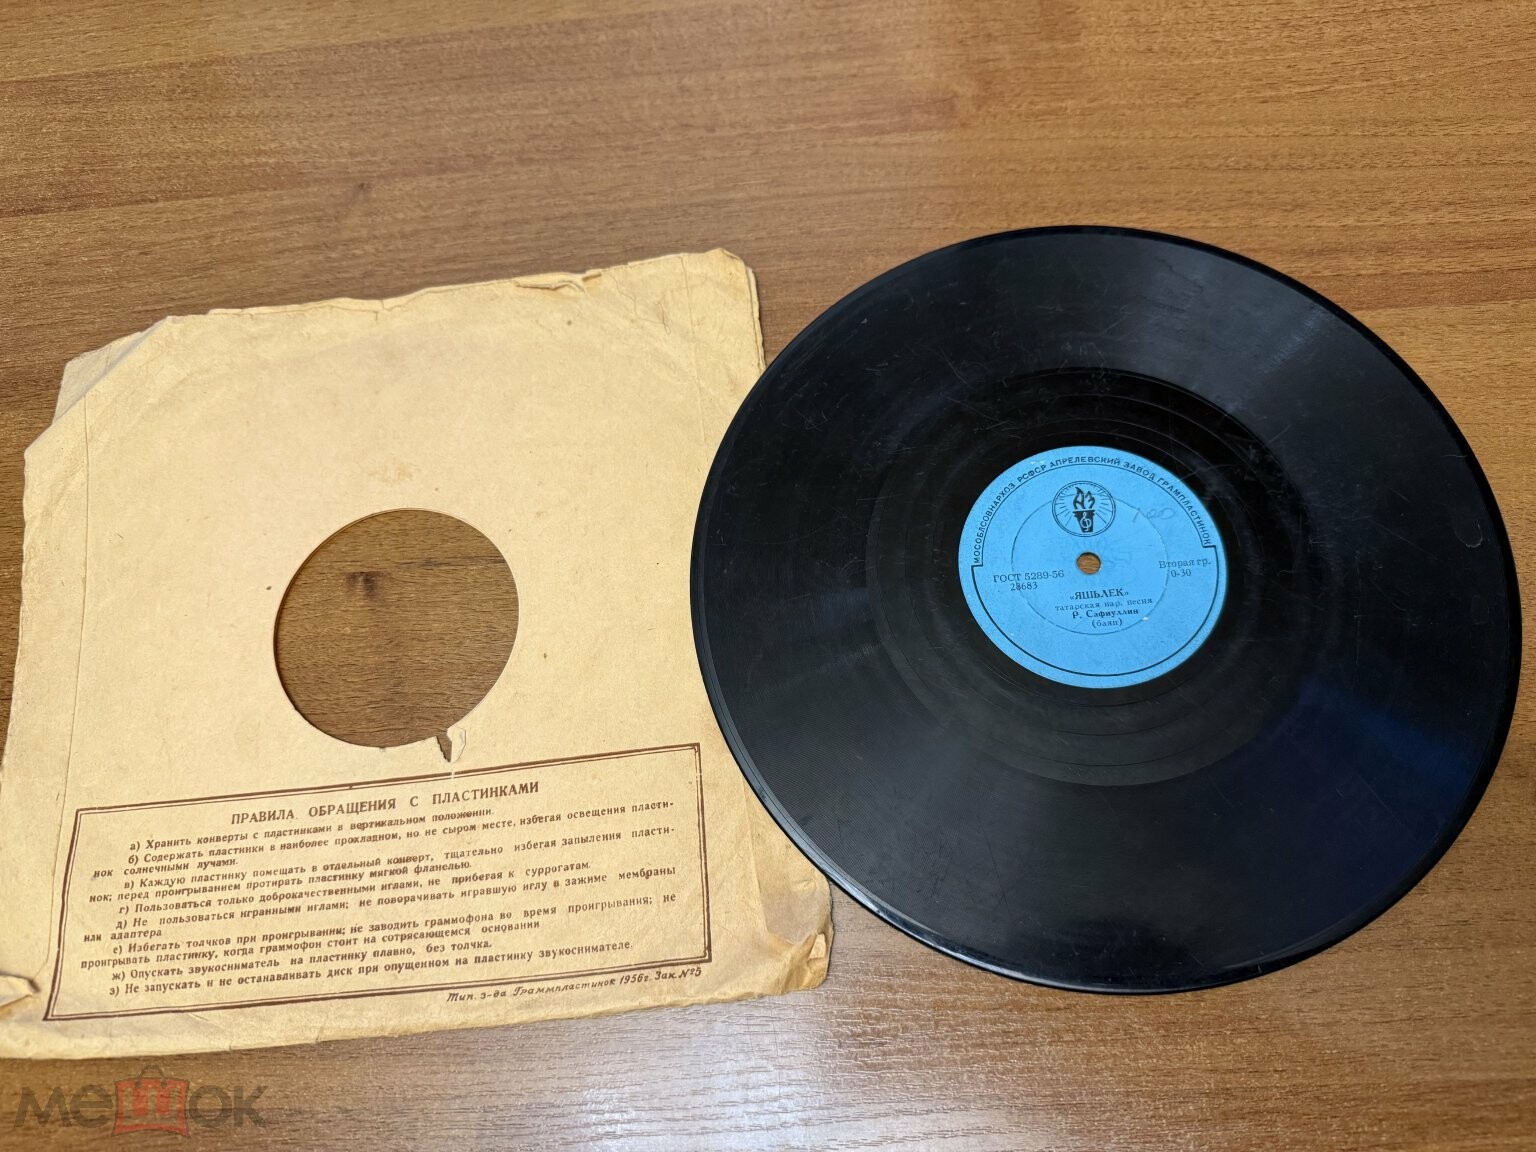 ПРАВИЛА ОБРАЩЕНИЯ С ПЛАСТИНКАМИ
а) Хранить конверты с пластинками в вертикальном положении.
б) Содержать пластинки в наиболее прохладном, но не сыром месте, избегая освещения пласти-
нок солнечными лучами.
в) Каждую пластинку помещать в отдельный конверт, тщательно избегая запыления пласти-
нок; перед проигрыванием протирать пластинку мягкой фланелью.
г) Пользоваться только доброкачественными иглами, не прибегая к суррогатам.
д) Не пользоваться игранными иглами; не поворачивать игравшую иглу в зажиме мембраны
или адаптера
е) Избегать толчков при проигрывании; не заводить граммофона во время проигрывания; не
проигрывать пластинку, когда граммофон стоит на сотрясающемся основании
ж) Опускать звукосниматель на пластинку плавно, без толчка.
з) Не запускать и не останавливать диск при опущенном на пластинку звукоснимателе.
Тип. з-да Граммпластинок 1956г. Зак. №5
МОСОБЛСОВНАРХОЗ РСФСР АПРЕЛЕВСКИЙ ЗАВОД ГРАМПЛАСТИНОК
АЗ
ГОСТ 5289-56
28683
Вторая гр.
0-30
«ЯШЬЛЕК»
татарская нар. песня
Р. Сафиуллин
(баян)
мешок